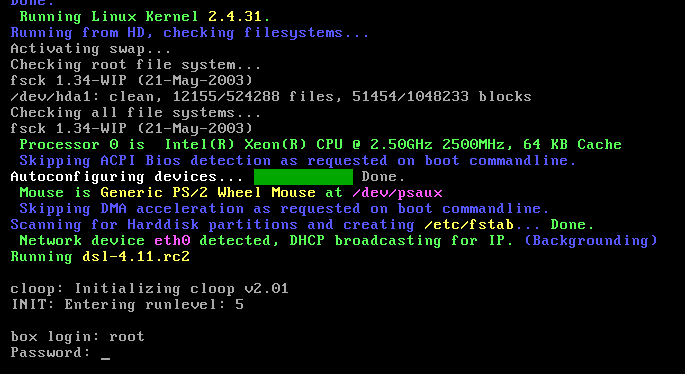 Done.
Running Linux Kernel 2.4.31.
Running from HD, checking filesystems...
Activating swap...
Checking root file system...
fsck 1.34-WIP (21-May-2003)
/dev/hda1: clean, 12155/524288 files, 51454/1048233 blocks
Checking all file systems...
fsck 1.34-WIP (21-May-2003)
Processor 0 is  Intel(R) Xeon(R) CPU @ 2.50GHz 2500MHz, 64 KB Cache
Skipping ACPI Bios detection as requested on boot commandline.
Autoconfiguring devices... Done.
Mouse is Generic PS/2 Wheel Mouse at /dev/psaux
Skipping DMA acceleration as requested on boot commandline.
Scanning for Harddisk partitions and creating /etc/fstab... Done.
Network device eth0 detected, DHCP broadcasting for IP. (Backgrounding)
Running dsl-4.11.rc2
cloop: Initializing cloop v2.01
INIT: Entering runlevel: 5
box login: root
Password: _